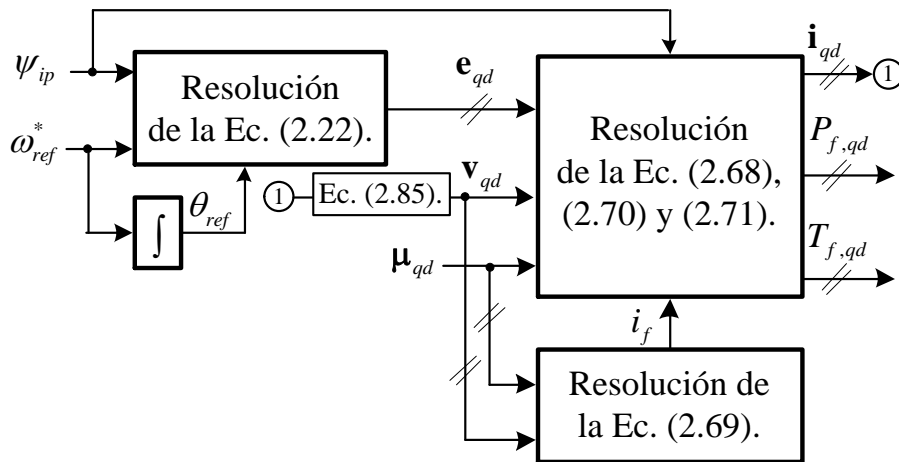 ψ_ip
ω*_ref
Resolución
de la Ec. (2.22).
∫
θ_ref
e_qd
1
Ec. (2.85).
v_qd
μ_qd
Resolución
de la Ec. (2.68),
(2.70) y (2.71).
i_f
Resolución de
la Ec. (2.69).
i_qd
1
P_f,qd
T_f,qd